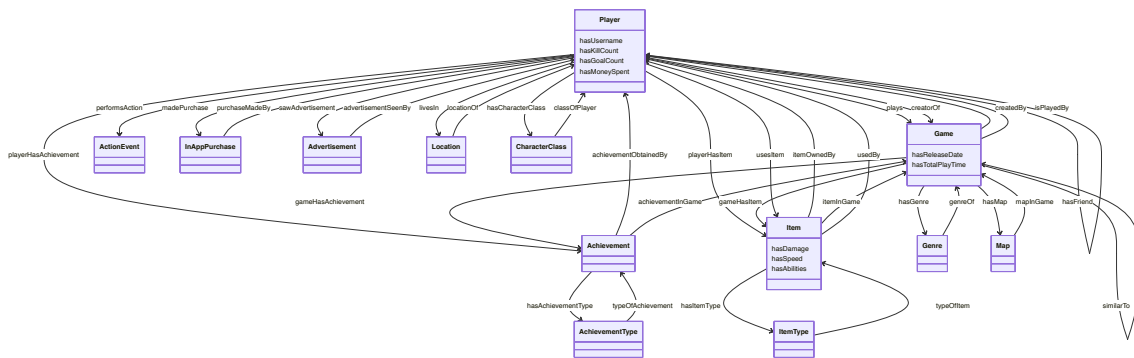 Player
hasUsername
hasKillCount
hasGoalCount
hasMoneySpent
performsAction madePurchase purchaseMadeBy sawAdvertisement advertisementSeenBy livesIn locationOf hasCharacterClass classOfPlayer plays creatorOf createdBy isPlayedBy
ActionEvent InAppPurchase Advertisement Location CharacterClass Game
hasReleaseDate
hasTotalPlayTime
playerHasAchievement achievementObtainedBy playerHasItem usesItem itemOwnedBy usedBy
gameHasAchievement achievementInGame gameHasItem itemInGame hasGenre genreOf hasMap mapInGame hasFriend
Achievement Item Genre Map
hasDamage
hasSpeed
hasAbilities
hasAchievementType typeOfAchievement hasItemType typeOfItem similarTo
AchievementType ItemType